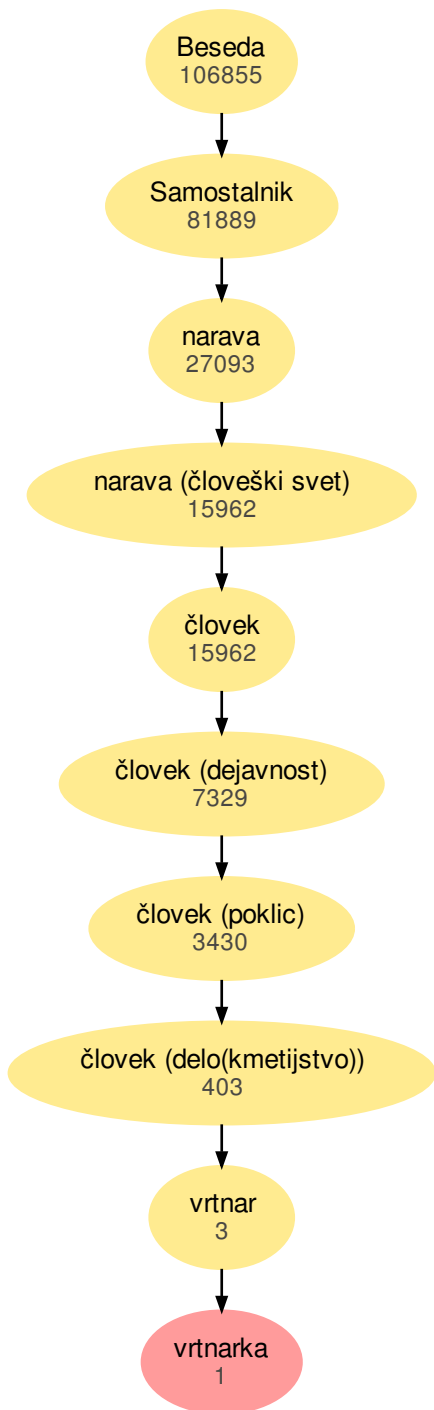 Beseda
106855
Samostalnik
81889
narava
27093
narava (človeški svet)
15962
človek
15962
človek (dejavnost)
7329
človek (poklic)
3430
človek (delo(kmetijstvo))
403
vrtnar
3
vrtnarka
1